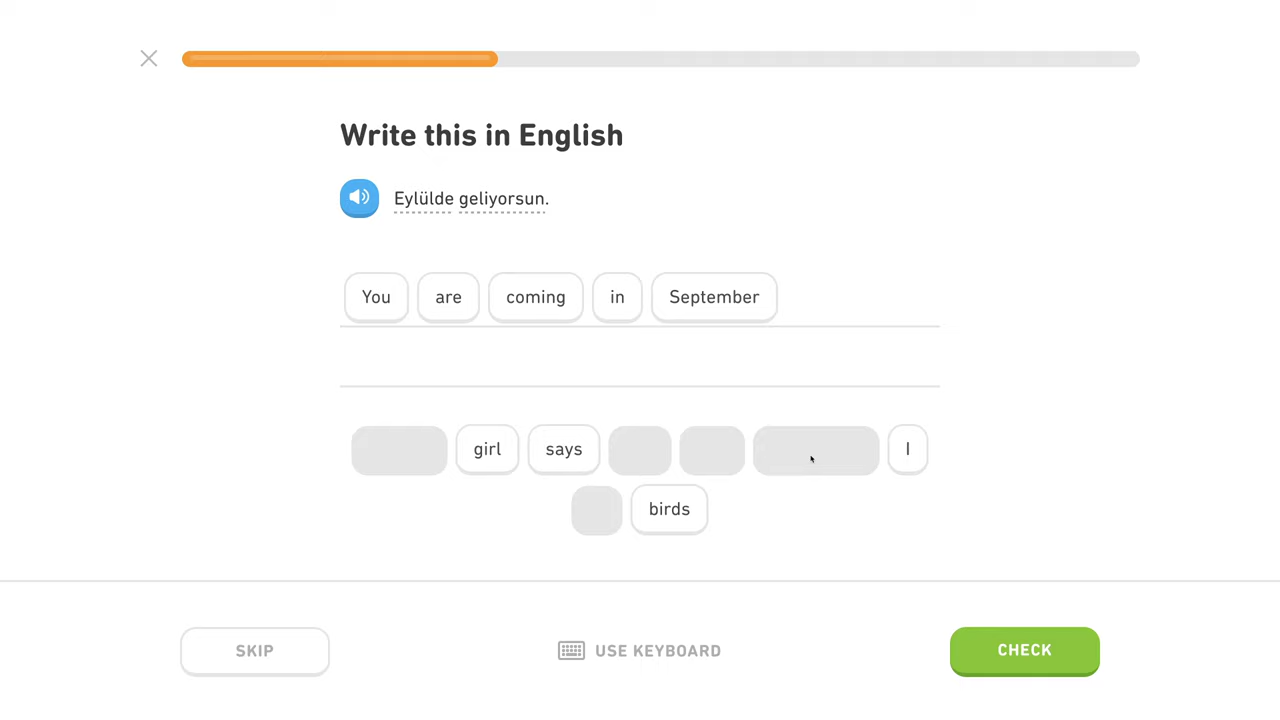 Write this in English
Eylülde geliyorsun.
You are coming in September
girl says I
birds
SKIP USE KEYBOARD CHECK